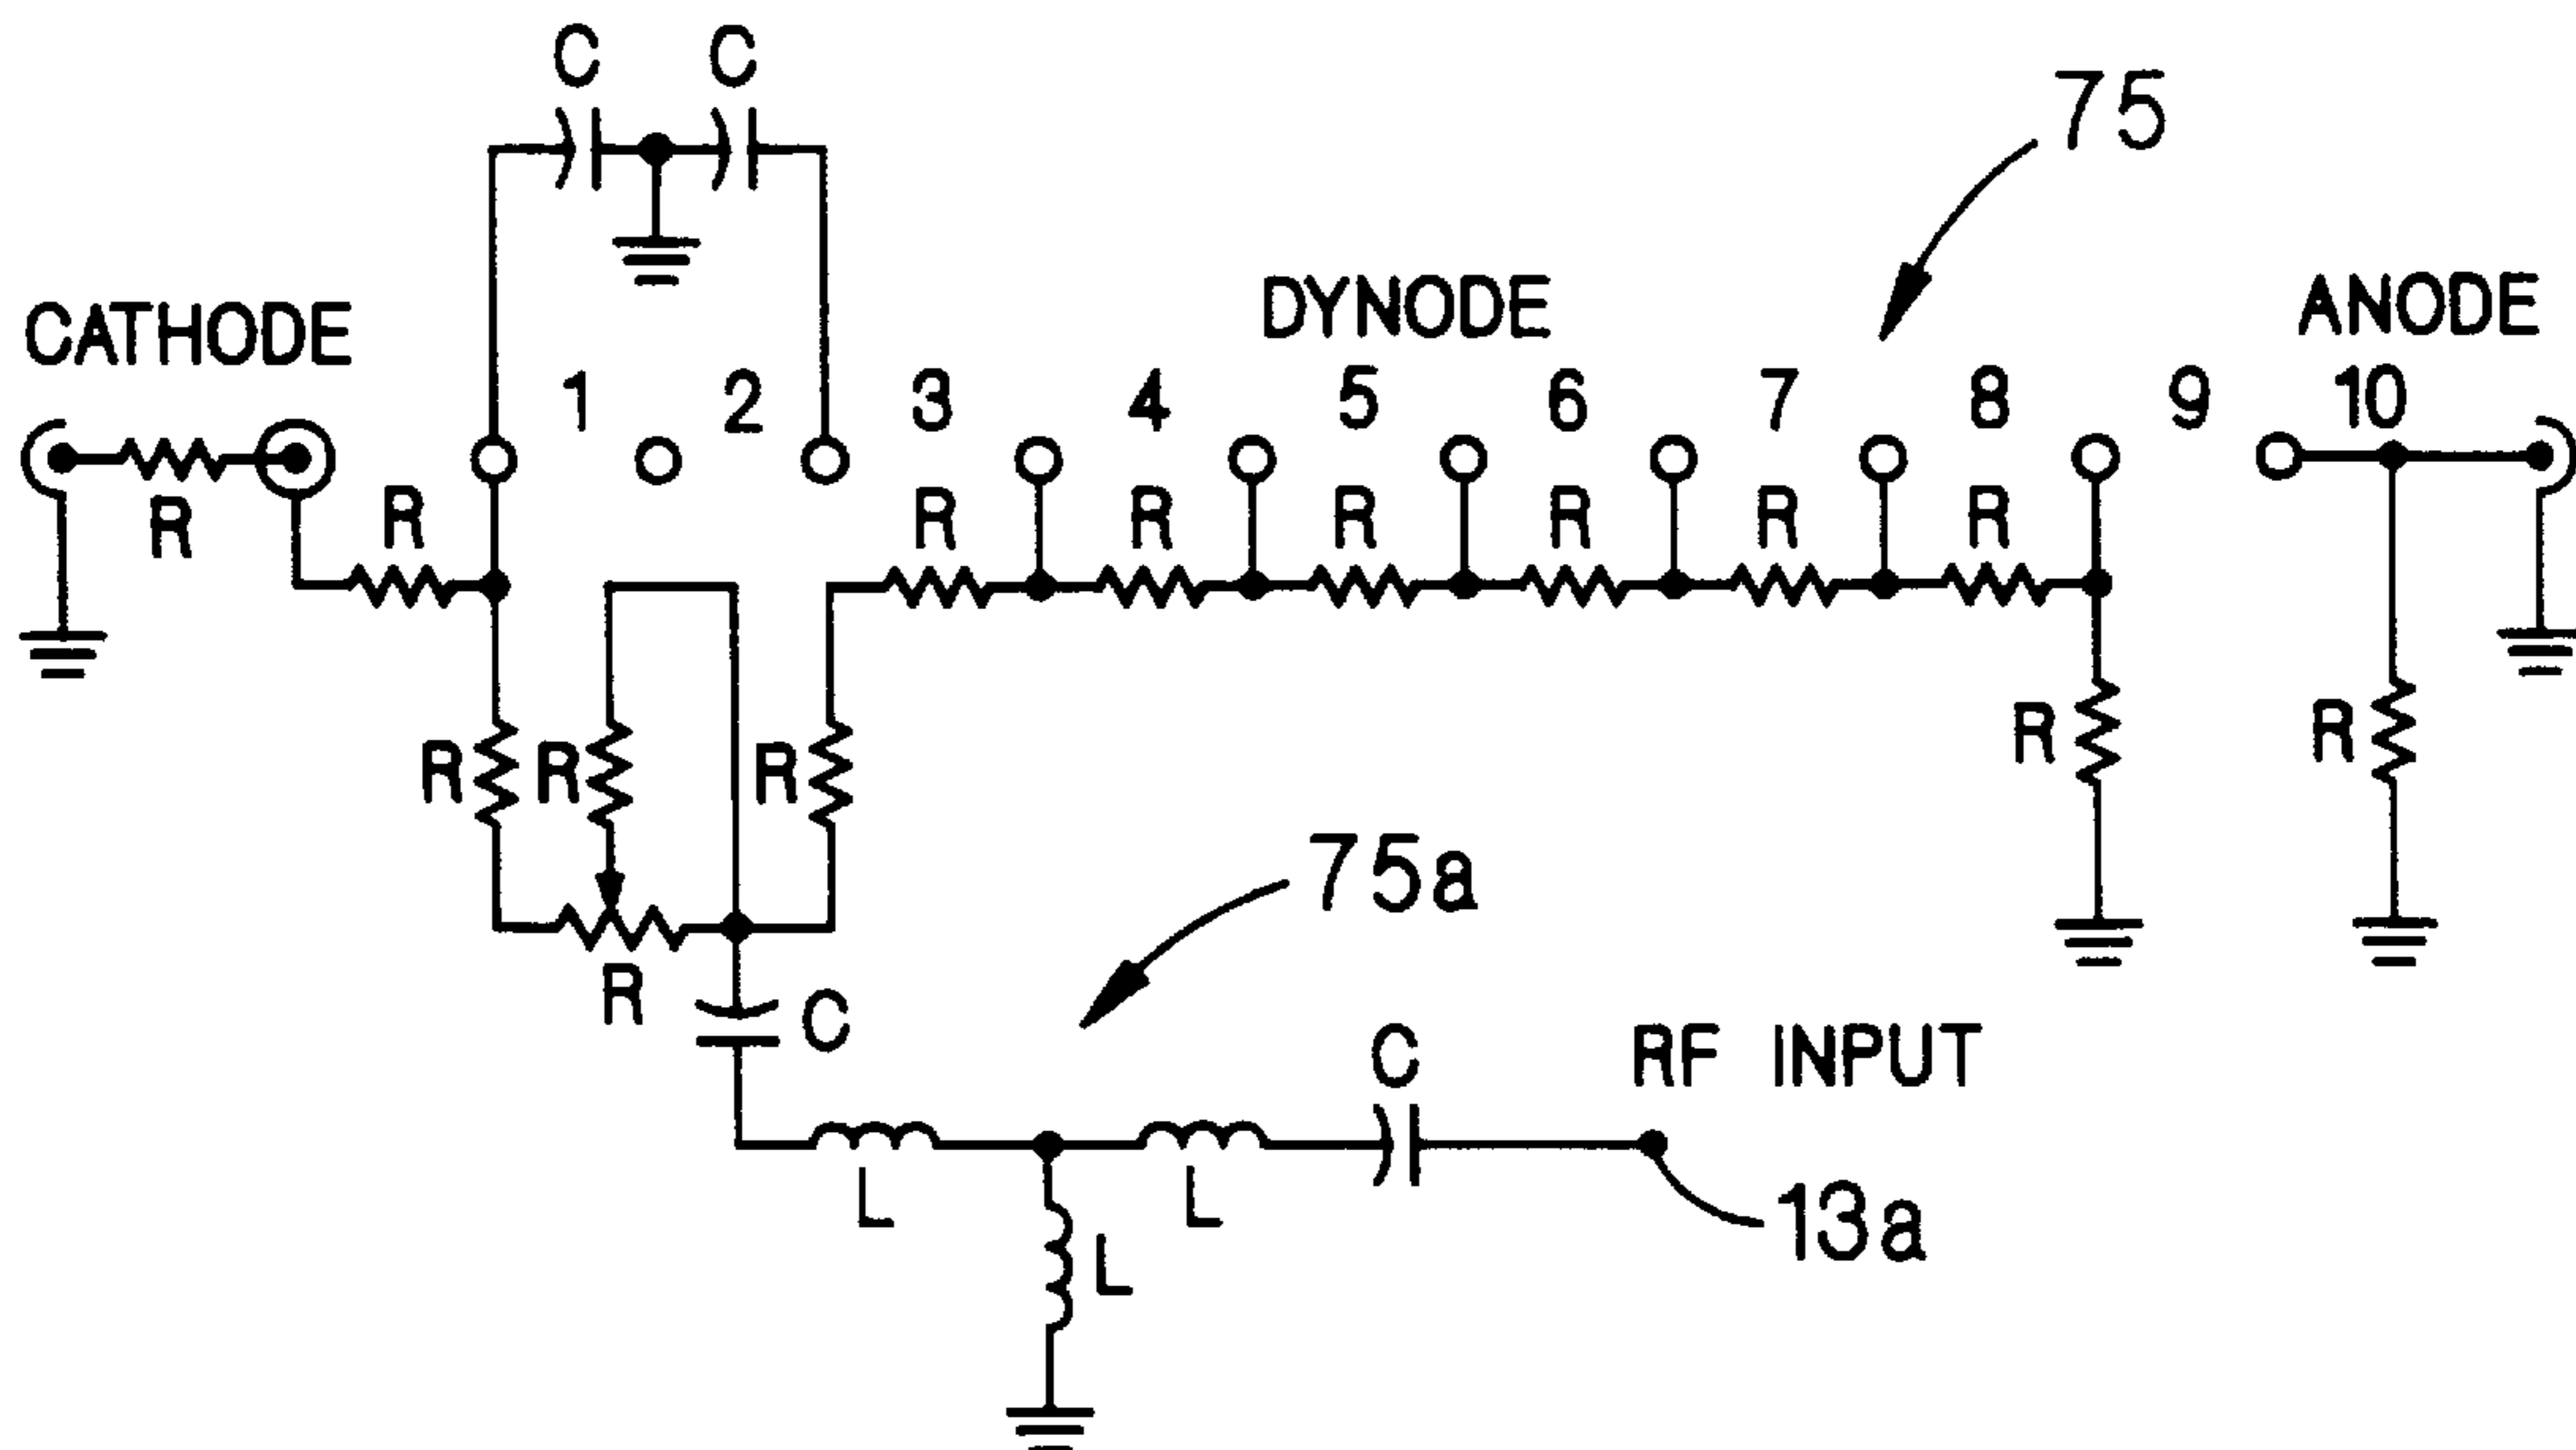 C C
75
DYNODE
CATHODE
ANODE
1 2 3 4 5 6 7 8 9 10
R R R R R R R R
R R R R R
75a
R C
C RF INPUT
L L
13a
L